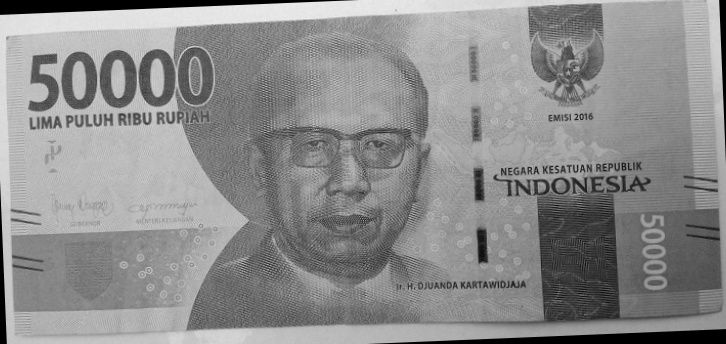 50000
LIMA PULUH RIBU RUPIAH
GUBERNUR
MENTERI KEUANGAN
EMISI 2016
NEGARA KESATUAN REPUBLIK
INDONESIA
50000
Ir. H. DJUANDA KARTAWIDJAJA